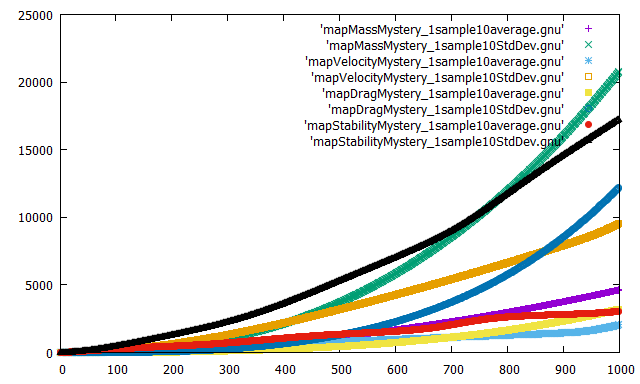 25000
20000
15000
10000
5000
0
'mapMassMystery_1sample10average.gnu'
'mapMassMystery_1sample10StdDev.gnu'
'mapVelocityMystery_1sample10average.gnu'
'mapVelocityMystery_1sample10StdDev.gnu'
'mapDragMystery_1sample10average.gnu'
'mapDragMystery_1sample10StdDev.gnu'
'mapStabilityMystery_1sample10average.gnu'
'mapStabilityMystery_1sample10StdDev.gnu'
0 100 200 300 400 500 600 700 800 900 1000